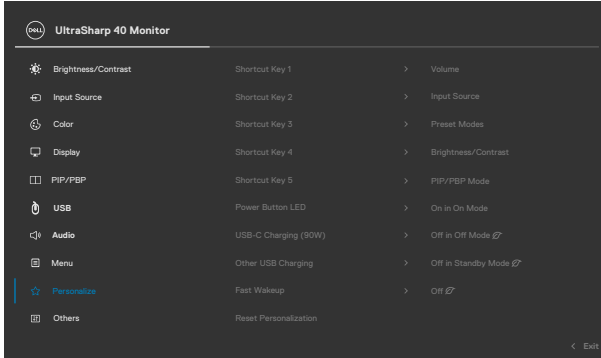 DELL UltraSharp 40 Monitor
Brightness/Contrast Shortcut Key 1 > Volume
Input Source Shortcut Key 2 > Input Source
Color Shortcut Key 3 > Preset Modes
Display Shortcut Key 4 > Brightness/Contrast
PIP/PBP Shortcut Key 5 > PIP/PBP Mode
USB Power Button LED > On in On Mode
Audio USB-C Charging (90W) > Off in Off Mode
Menu Other USB Charging > Off in Standby Mode
Personalize Fast Wakeup > Off
Others Reset Personalization
< Exit